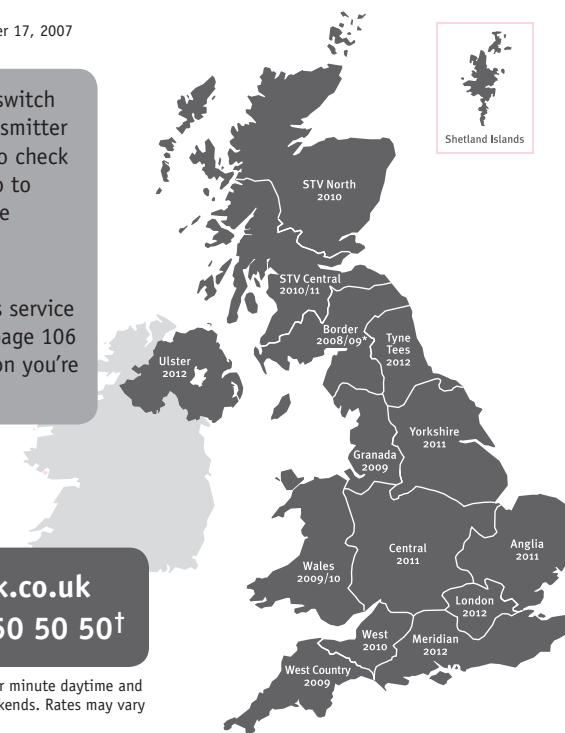 er 17, 2007
switch
smitter
o check
o to
e
s service
age 106
on you're
k.co.uk
50 50 50†
r minute daytime and
kends. Rates may vary
Shetland Islands
STV North
2010
STV Central
2010/11
Border
2008/09*
Tyne
Tees
2012
Ulster
2012
Yorkshire
2011
Granada
2009
Central
2011
Anglia
2011
Wales
2009/10
London
2012
West
2010
Meridian
2012
West Country
2009